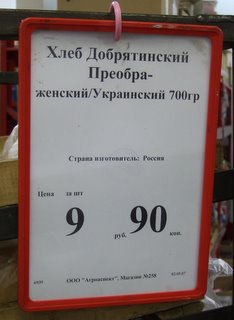 Хлеб Добрятинский
Преобра-
женский/Украинский 700гр
Страна изготовитель: Россия
Цена за шт
9 руб. 90 коп.
ООО "Агроаспект", Магазин №258